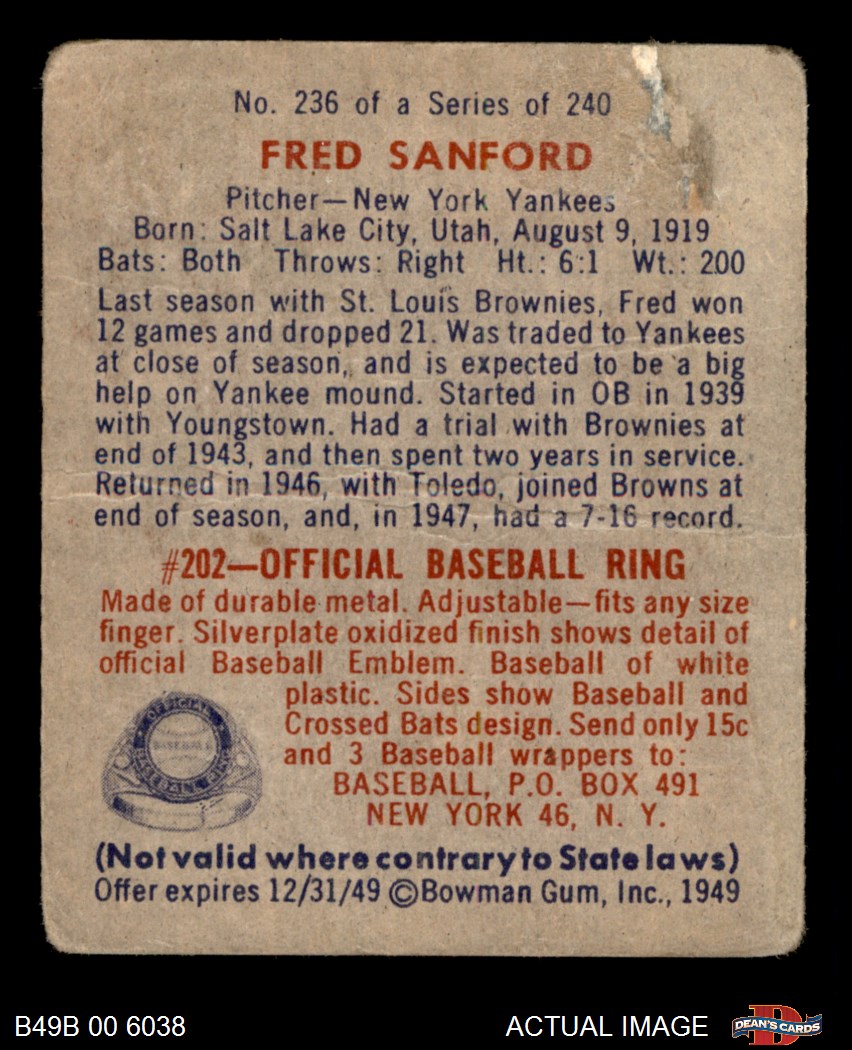 No. 236 of a Series of 240
FRED SANFORD
Pitcher—New York Yankees
Born: Salt Lake City, Utah, August 9, 1919
Bats: Both Throws: Right Ht.: 6:1 Wt.: 200
Last season with St. Louis Brownies, Fred won
12 games and dropped 21. Was traded to Yankees
at close of season, and is expected to be a big
help on Yankee mound. Started in OB in 1939
with Youngstown. Had a trial with Brownies at
end of 1943, and then spent two years in service.
Returned in 1946, with Toledo, joined Browns at
end of season, and, in 1947, had a 7-16 record.
#202—OFFICIAL BASEBALL RING
Made of durable metal. Adjustable—fits any size
finger. Silverplate oxidized finish shows detail of
official Baseball Emblem. Baseball of white
plastic. Sides show Baseball and
Crossed Bats design. Send only 15c
and 3 Baseball wrappers to:
BASEBALL, P.O. BOX 491
NEW YORK 46, N. Y.
OFFICIAL
BASEBALL
BASEBALL RING
(Not valid where contrary to State laws)
Offer expires 12/31/49 ©Bowman Gum, Inc., 1949
B49B 00 6038
ACTUAL IMAGE
D
DEAN'S CARDS